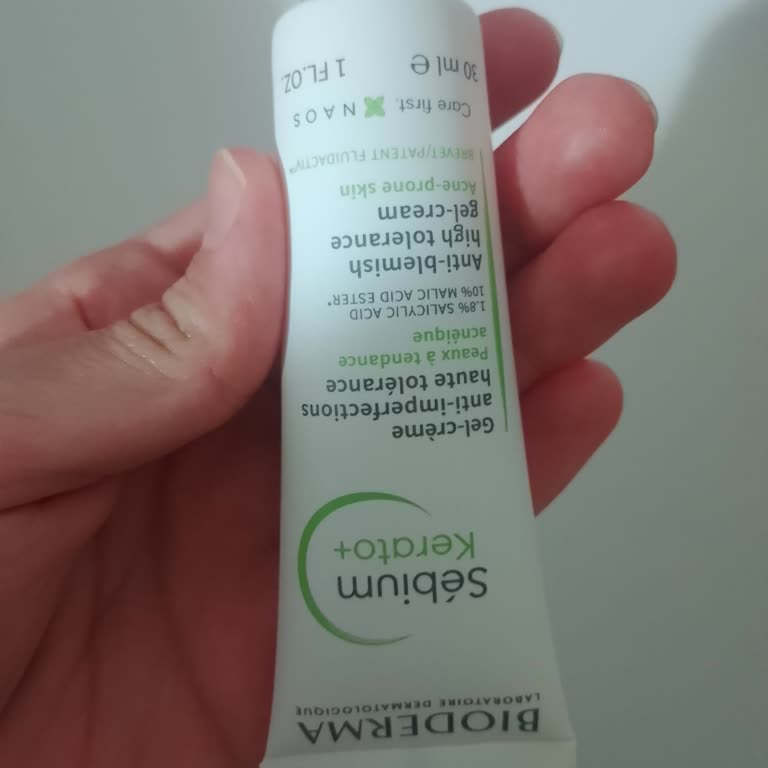 BIODERMA
LABORATOIRE DERMATOLOGIQUE
Sébium
Kerato+
Gel-crème
anti-imperfections
haute tolérance
Peaux à tendance
acnéique
1.8% SALICYLIC ACID
10% MALIC ACID ESTER*
Anti-blemish
high tolerance
gel-cream
Acne-prone skin
BREVET/PATENT FLUIDACTIV™
Care first. NAOS
30 ml ℮ 1 FL.OZ.